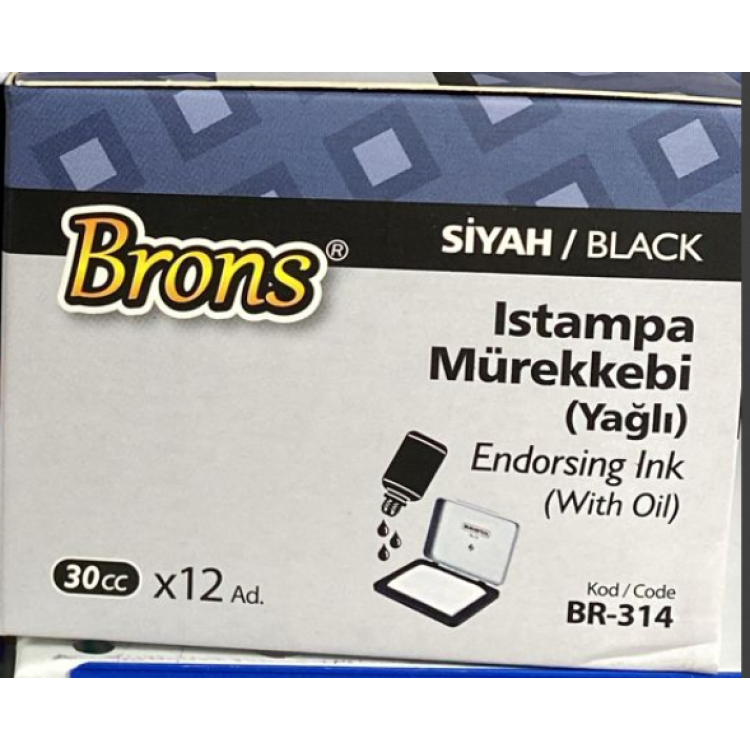 Brons®
SİYAH / BLACK
Istampa
Mürekkebi
(Yağlı)
Endorsing Ink
(With Oil)
30cc x12 Ad.
Kod / Code
BR-314